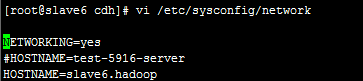 [root@slave6 cdh]# vi /etc/sysconfig/network
NETWORKING=yes
#HOSTNAME=test-5916-server
HOSTNAME=slave6.hadoop